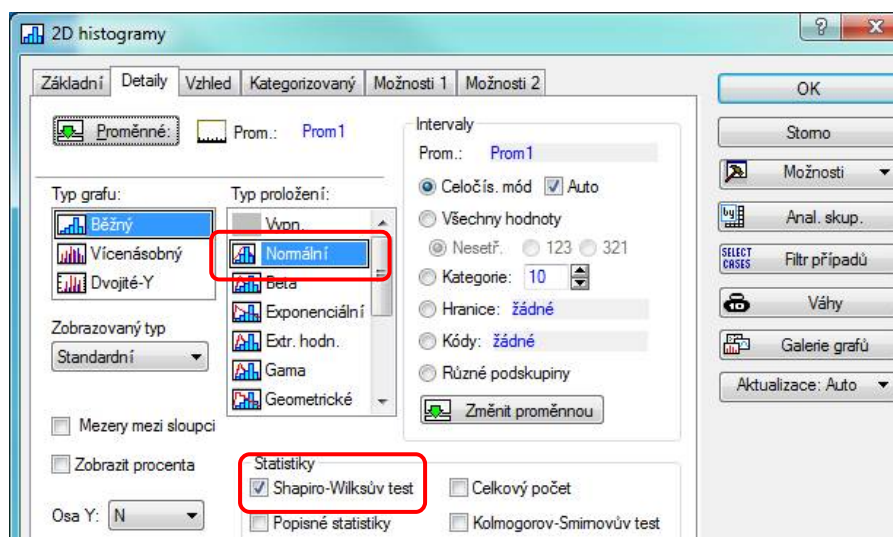 2D histogramy
Základní Detaily Vzhled Kategorizovaný Možnosti 1 Možnosti 2
Proměnné: Prom.: Prom1
Typ grafu:
Běžný
Vícenásobný
Dvojité-Y
Zobrazovaný typ
Standardní
Mezery mezi sloupci
Zobrazit procenta
Osa Y: N
Typ proložení:
Vypn.
Normální
Beta
Exponenciální
Extr. hodn.
Gama
Geometrické
Intervaly
Prom.: Prom1
Celočís. mód Auto
Všechny hodnoty
Nesetř. 123 321
Kategorie: 10
Hranice: žádné
Kódy: žádné
Různé podskupiny
Změnit proměnnou
Statistiky
Shapiro-Wilksův test Celkový počet
Popisné statistiky Kolmogorov-Smirnovův test
OK
Storno
Možnosti
by Anal. skup.
SELECT CASES Filtr případů
Váhy
Galerie grafů
Aktualizace: Auto